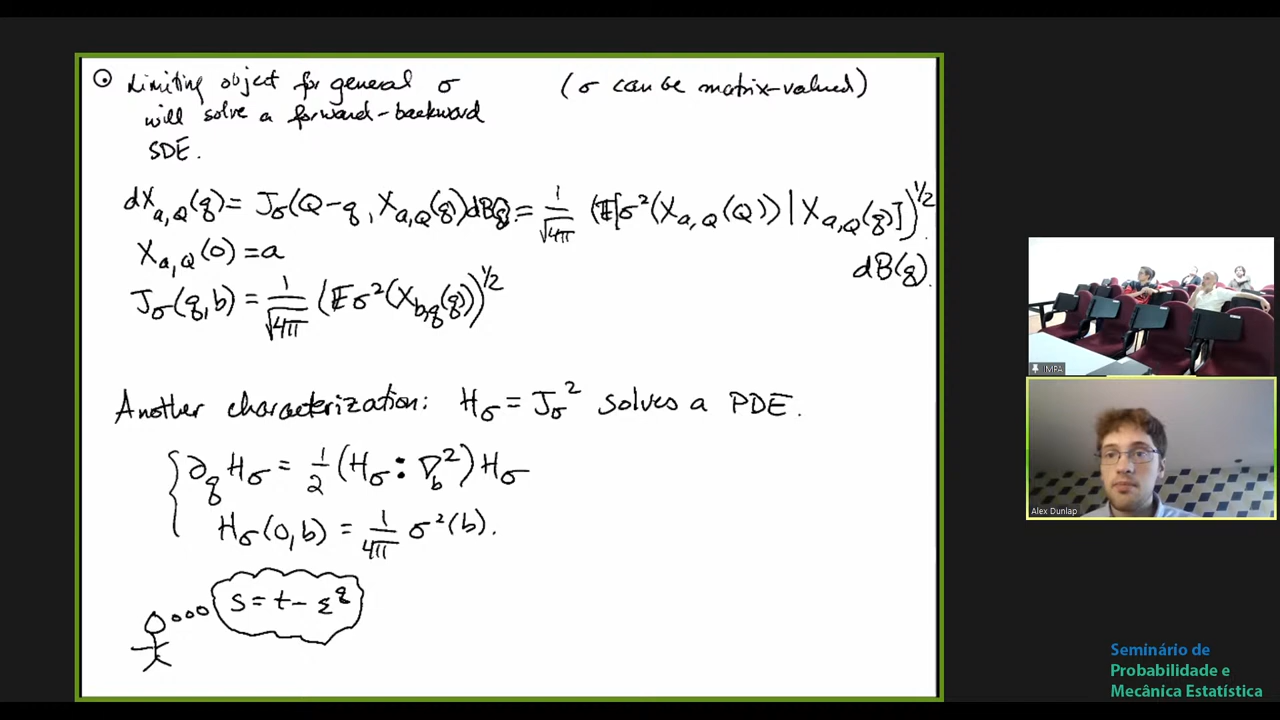 ⊙ Limiting object for general σ (σ can be matrix-valued)
will solve a forward-backward
SDE.
dX_{a,Q}(q) = J_σ(Q-q, X_{a,Q}(q))dB(q) = 1/√4π (𝔼[σ²(X_{a,Q}(Q)) | X_{a,Q}(q)])^{1/2}
dB(q).
X_{a,Q}(0) = a
J_σ(q,b) = 1/√4π (𝔼σ²(X_{b,q}(q)))^{1/2}
Another characterization: H_σ = J_σ² solves a PDE.
{ ∂_q H_σ = 1/2 (H_σ : ∇_b²) H_σ
H_σ(0,b) = 1/4π σ²(b).
s = t - ε^q
IMPA
Alex Dunlap
Seminário de
Probabilidade e
Mecânica Estatística